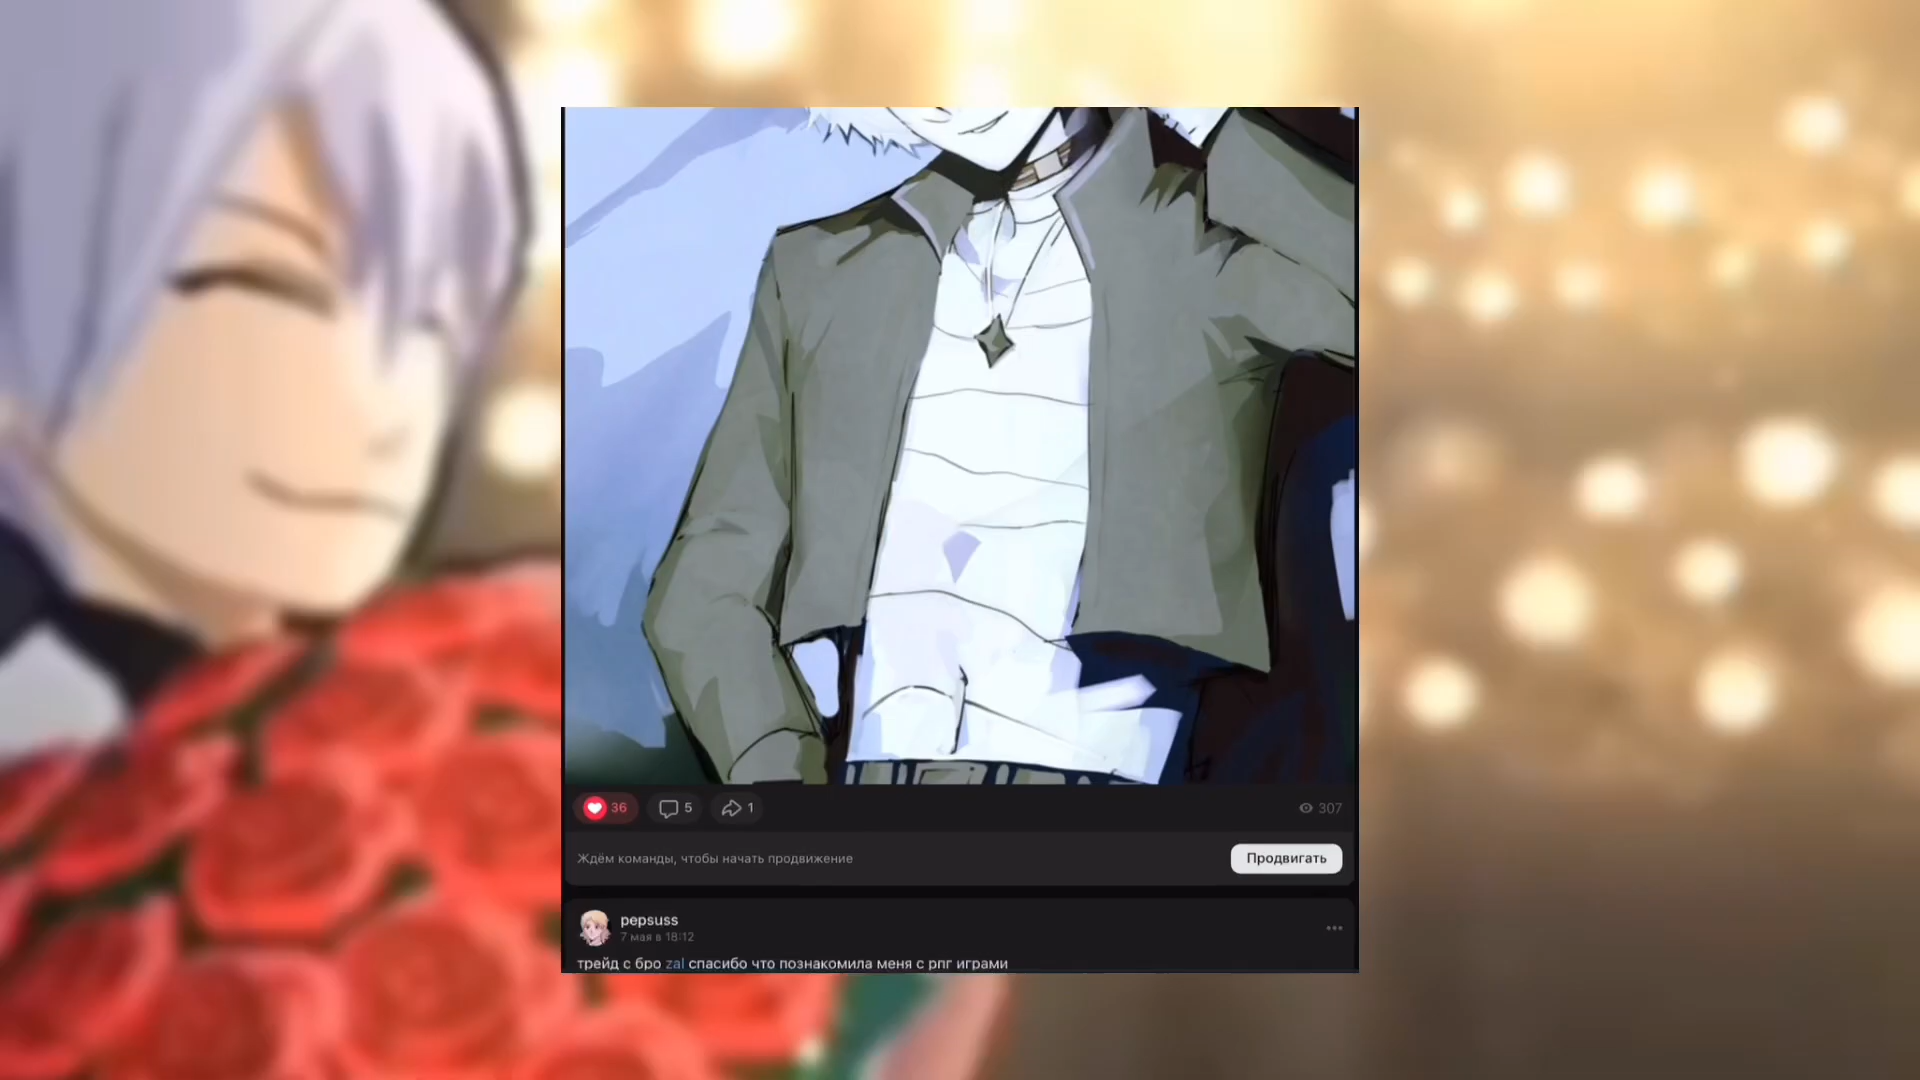 36
5
1
307
Ждём команды, чтобы начать продвижение
Продвигать
pepsuss
7 мая в 18:12
трейд с бро zal спасибо что познакомила меня с рпг играми